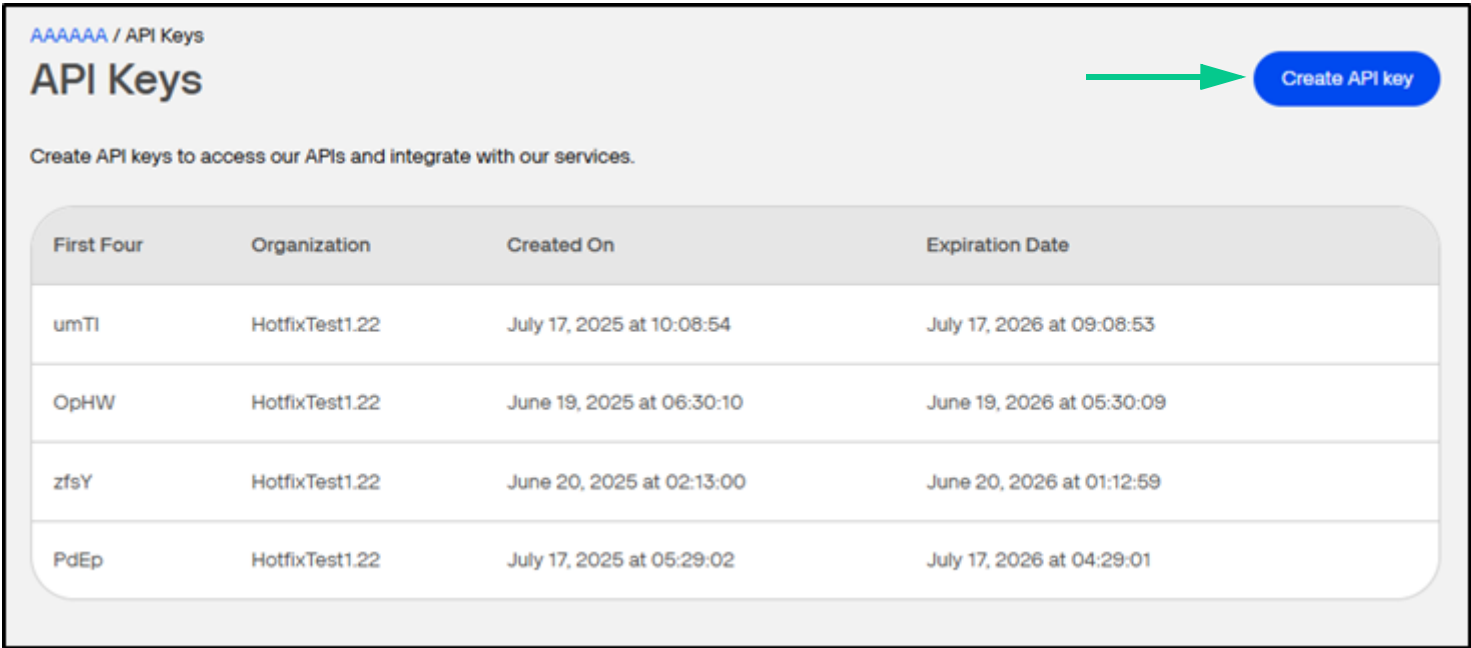 AAAAAA / API Keys
API Keys
Create API key
Create API keys to access our APIs and integrate with our services.
First Four Organization Created On Expiration Date
umTl HotfixTest1.22 July 17, 2025 at 10:08:54 July 17, 2026 at 09:08:53
OpHW HotfixTest1.22 June 19, 2025 at 06:30:10 June 19, 2026 at 05:30:09
zfsY HotfixTest1.22 June 20, 2025 at 02:13:00 June 20, 2026 at 01:12:59
PdEp HotfixTest1.22 July 17, 2025 at 05:29:02 July 17, 2026 at 04:29:01